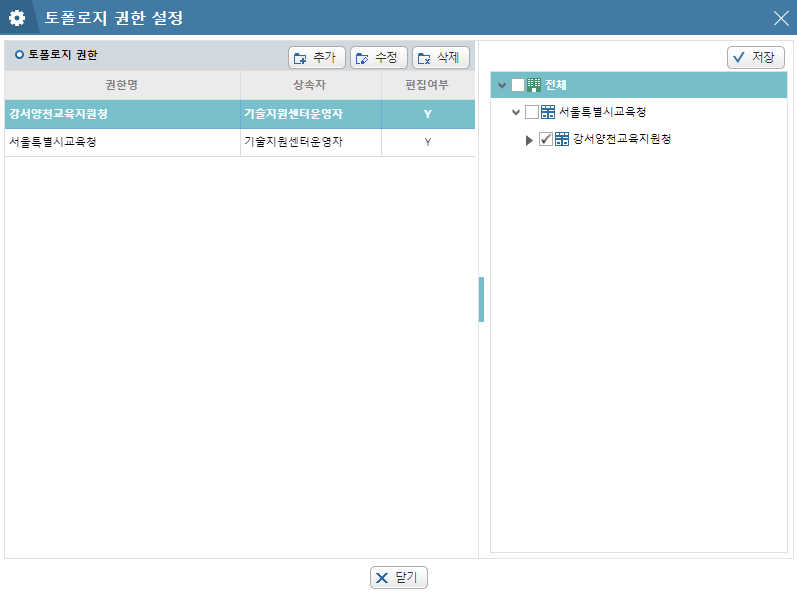 토폴로지 권한 설정
토폴로지 권한
추가 수정 삭제
저장
권한명 상속자 편집여부
강서양천교육지원청 기술지원센터운영자 Y
서울특별시교육청 기술지원센터운영자 Y
전체
서울특별시교육청
강서양천교육지원청
닫기